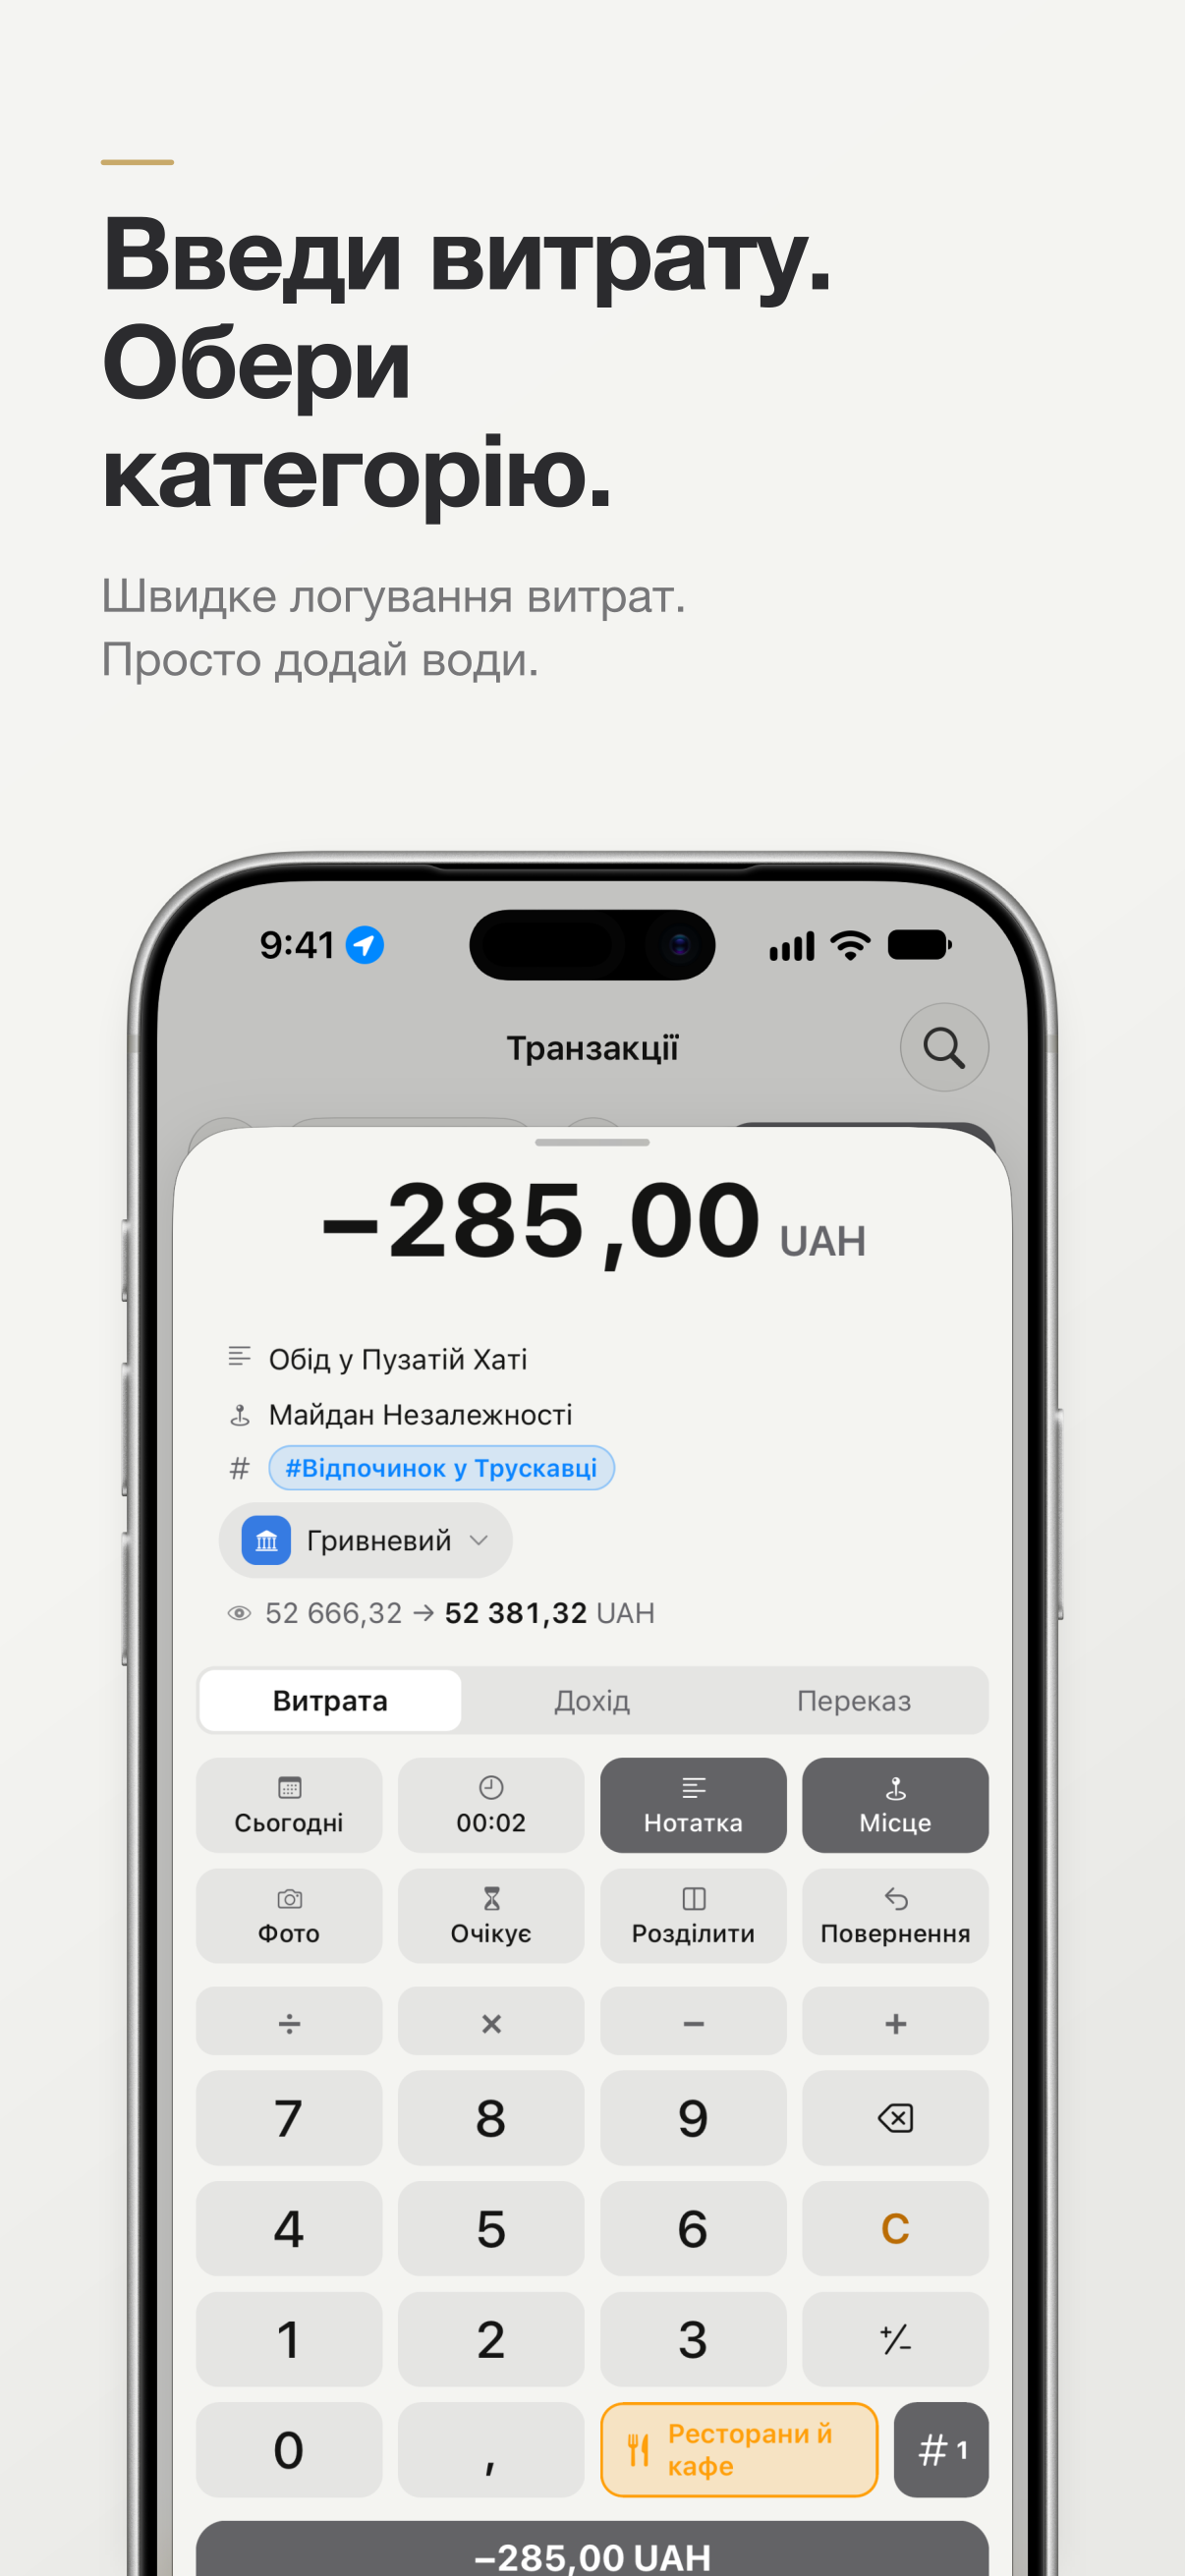 Введи витрату.
Обери
категорію.
Швидке логування витрат.
Просто додай води.
9:41
Транзакції
−285,00 UAH
Обід у Пузатій Хаті
Майдан Незалежності
# #Відпочинок у Трускавці
Гривневий
52 666,32 → 52 381,32 UAH
Витрата Дохід Переказ
Сьогодні 00:02 Нотатка Місце
Фото Очікує Розділити Повернення
÷ × − +
7 8 9
4 5 6 C
1 2 3 +/−
0 , Ресторани й
кафе # 1
−285,00 UAH